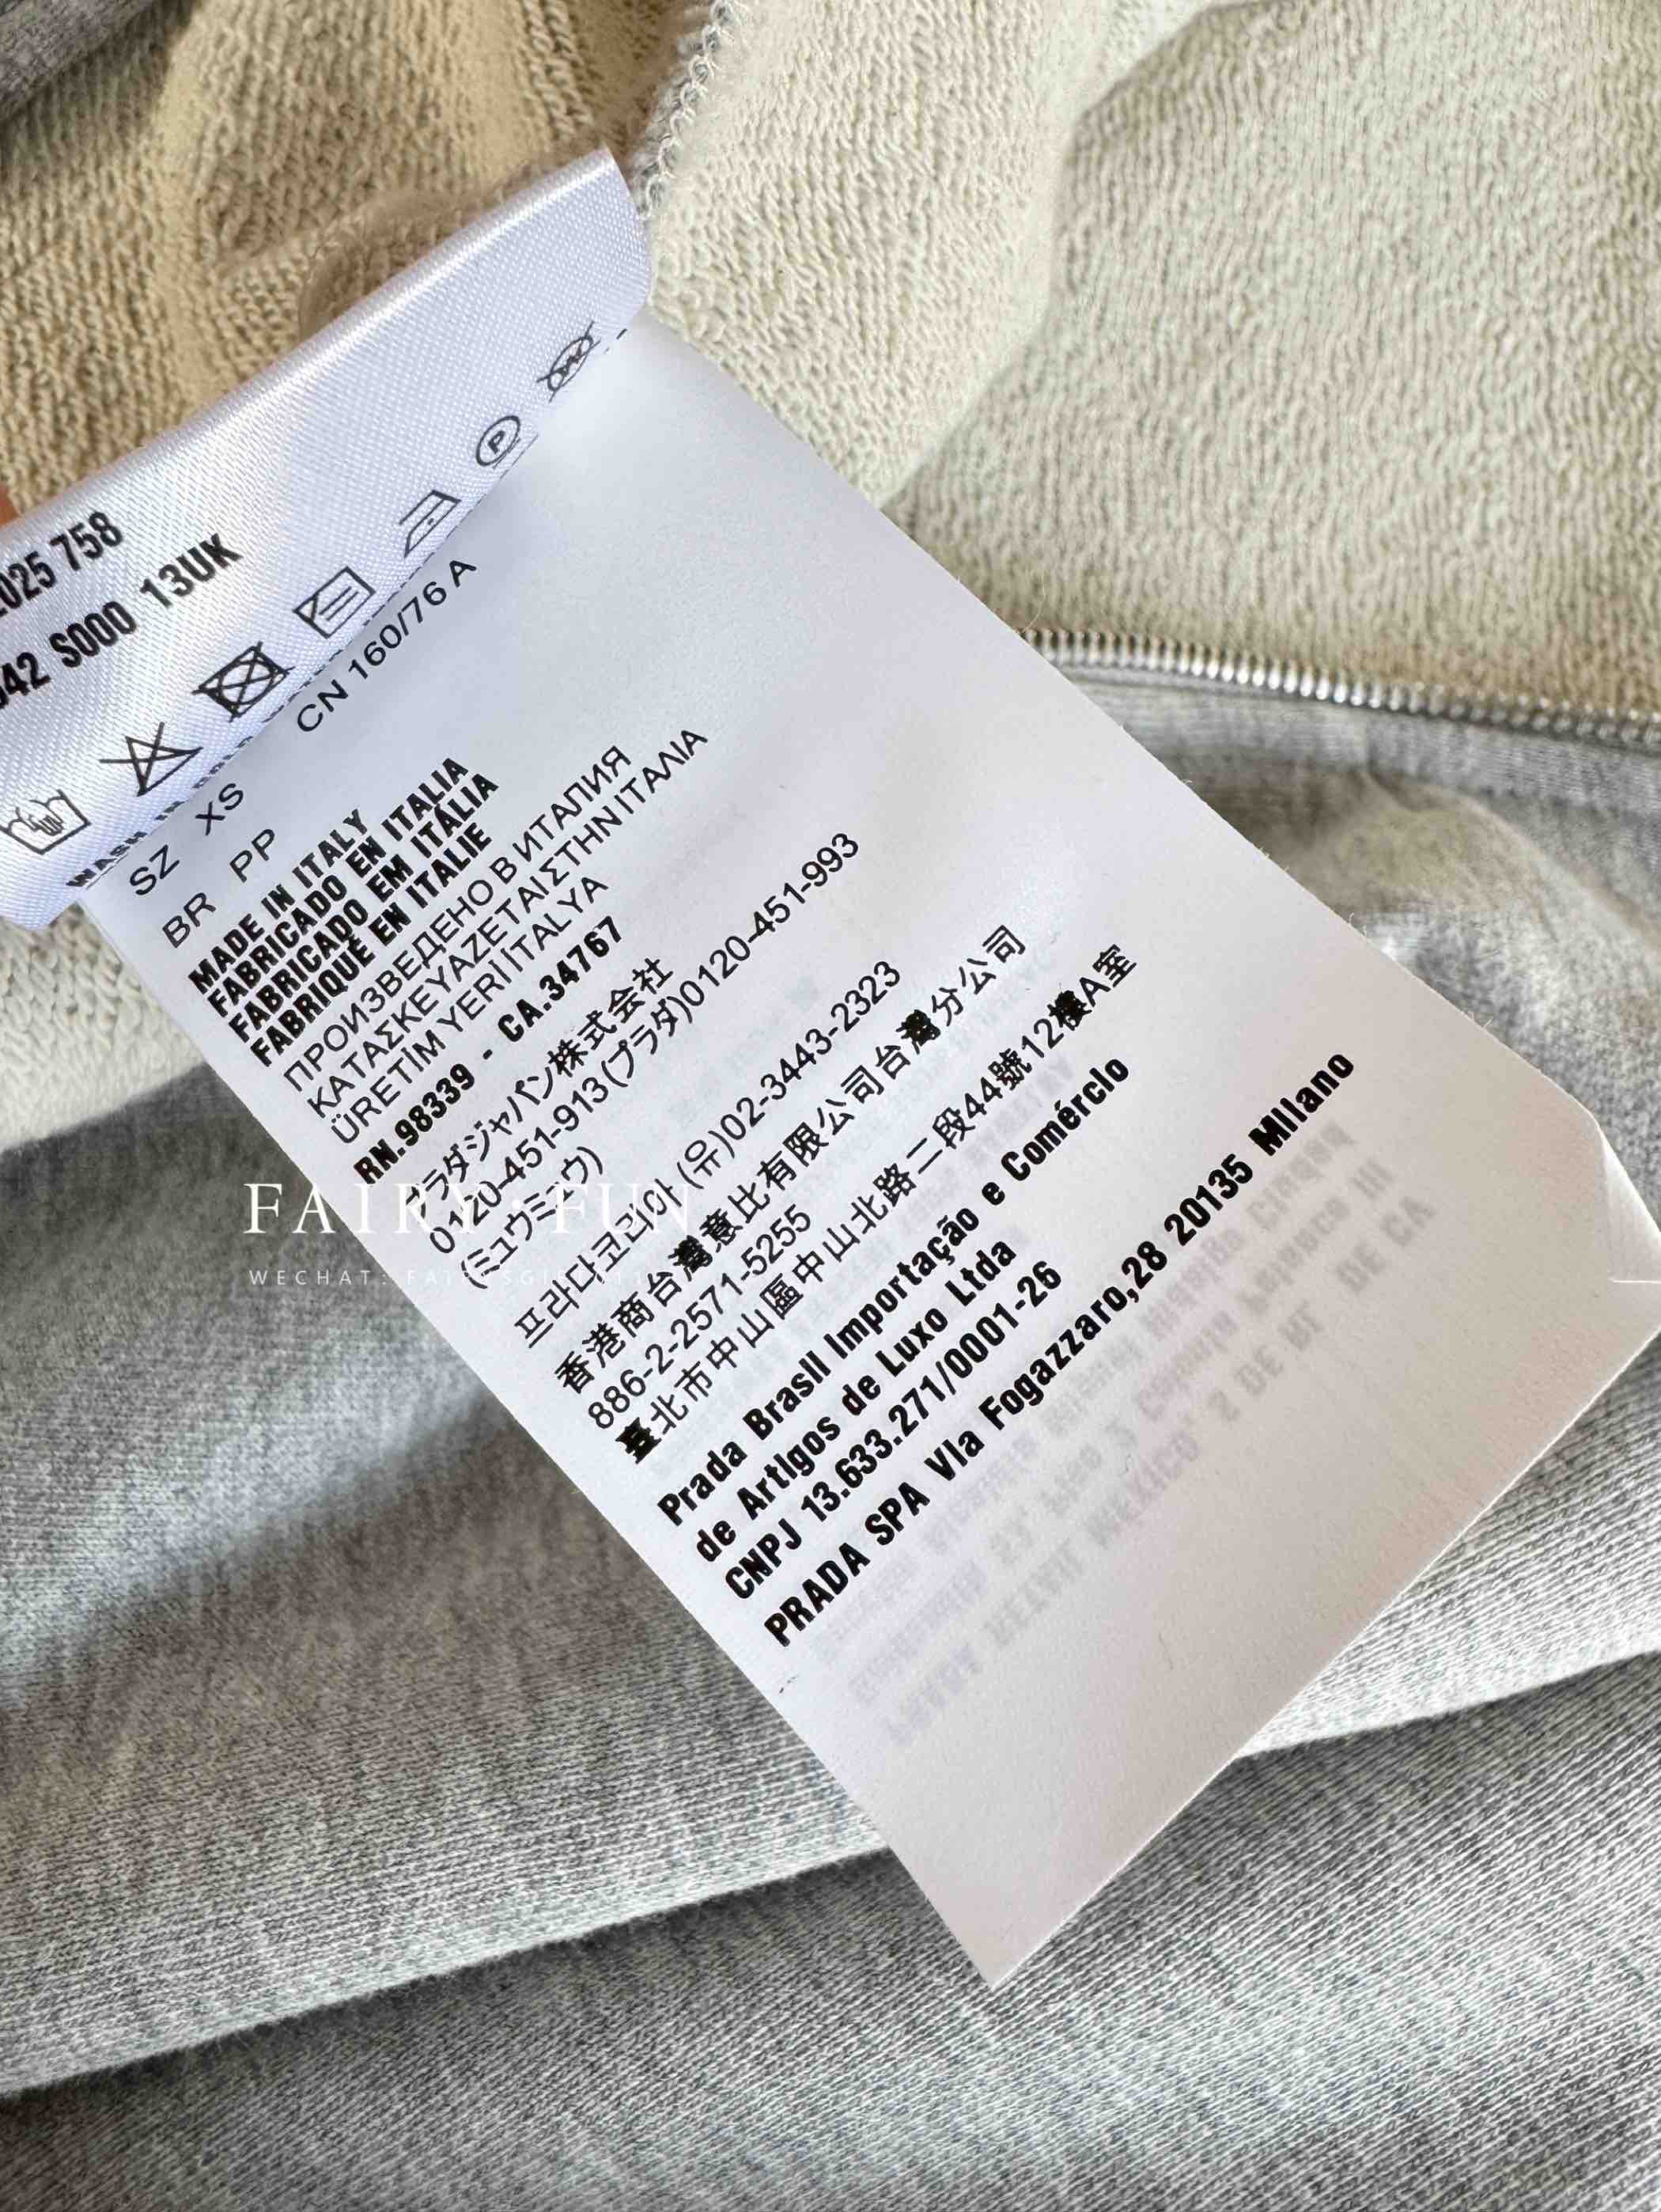 025 758
42 S000 13UK
P
SZ XS CN 160/76 A
BR PP
MADE IN ITALY
FABRICADO EN ITALIA
FABRICADO EM ITÁLIA
FABRIQUÉ EN ITALIE
ПРОИЗВЕДЕНО В ИТАЛИЯ
ΚΑΤΑΣΚΕΥΑΖΕΤΑΙ ΣΤΗΝ ΙΤΑΛΙΑ
ÜRETİM YERİ İTALYA
RN.98339 - CA.34767
プラダジャパン株式会社
0120-451-913(プラダ)0120-451-993
(ミュウミュウ)
프라다코리아 (유)02-3443-2323
香港商台灣意比有限公司台灣分公司
886-2-2571-5255
臺北市中山區中山北路二段44號12樓A室
Prada Brasil Importação e Comércio
de Artigos de Luxo Ltda
CNPJ 13.633.271/0001-26
PRADA SPA Via Fogazzaro,28 20135 Milano
FAIRY·FUN
WECHAT: